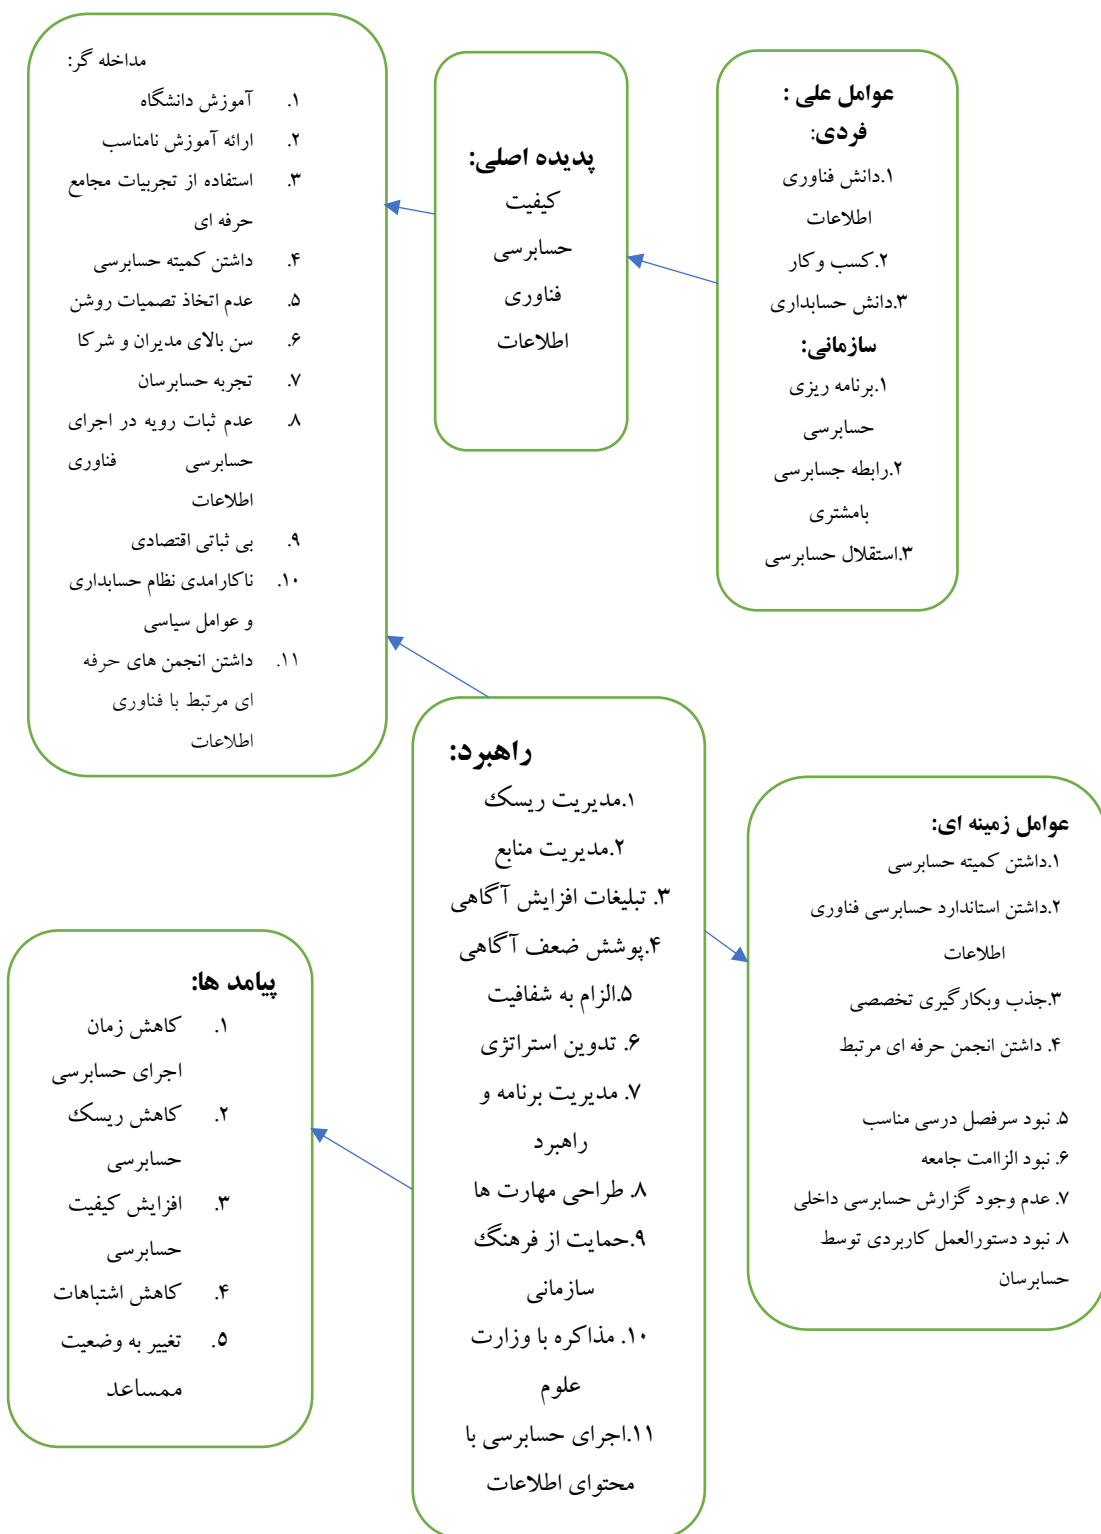 عوامل علی :
فردی:
۱.دانش فناوری
اطلاعات
۲.کسب وکار
۳.دانش حسابداری
سازمانی:
۱.برنامه ریزی
حسابرسی
۲.رابطه جسابرسی
بامشتری
۳.استقلال حسابرسی
پدیده اصلی:
کیفیت
حسابرسی
فناوری
اطلاعات
مداخله گر:
۱. آموزش دانشگاه
۲. ارائه آموزش نامناسب
۳. استفاده از تجربیات مجامع
حرفه ای
۴. داشتن کمیته حسابرسی
۵. عدم اتخاذ تصمیات روشن
۶. سن بالای مدیران و شرکا
۷. تجربه حسابرسان
۸. عدم ثبات رویه در اجرای
حسابرسی فناوری
اطلاعات
۹. بی ثباتی اقتصادی
۱۰. ناکارامدی نظام حسابداری
و عوامل سیاسی
۱۱. داشتن انجمن های حرفه
ای مرتبط با فناوری
اطلاعات
راهبرد:
۱.مدیریت ریسک
۲.مدیریت منابع
۳. تبلیغات افزایش آگاهی
۴.پوشش ضعف آگاهی
۵.الزام به شفافیت
۶. تدوین استراتژی
۷. مدیریت برنامه و
راهبرد
۸. طراحی مهارت ها
۹.حمایت از فرهنگ
سازمانی
۱۰. مذاکره با وزارت
علوم
۱۱.اجرای حسابرسی با
محتوای اطلاعات
عوامل زمینه ای:
۱.داشتن کمیته حسابرسی
۲.داشتن استاندارد حسابرسی فناوری
اطلاعات
۳.جذب وبکارگیری تخصصی
۴. داشتن انجمن حرفه ای مرتبط
۵. نبود سرفصل درسی مناسب
۶. نبود الزاامت جامعه
۷. عدم وجود گزارش حسابرسی داخلی
۸. نبود دستورالعمل کاربردی توسط
حسابرسان
پیامد ها:
۱. کاهش زمان
اجرای حسابرسی
۲. کاهش ریسک
حسابرسی
۳. افزایش کیفیت
حسابرسی
۴. کاهش اشتباهات
۵. تغییر به وضعیت
ممساعد